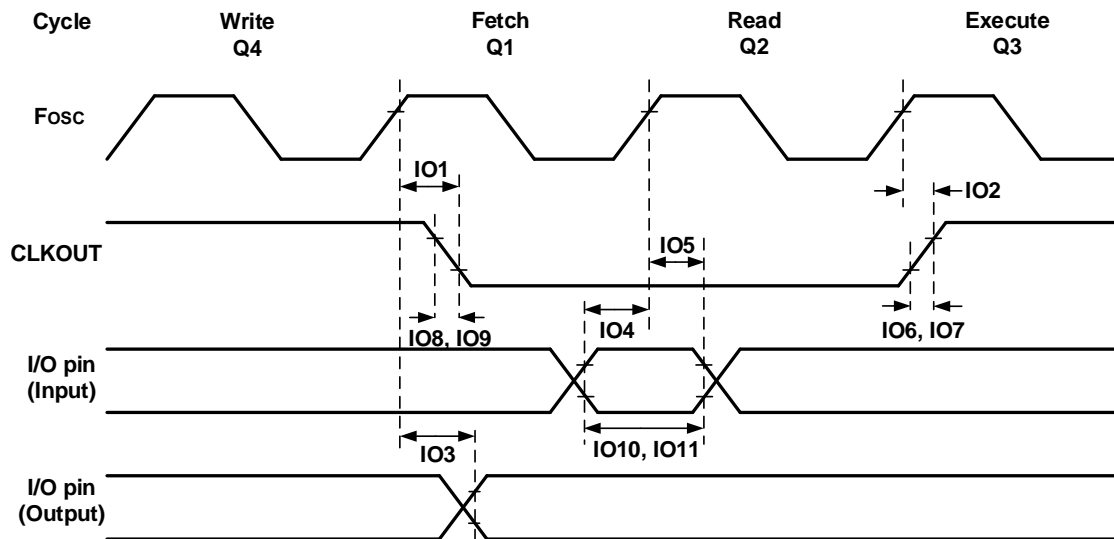 Cycle Write Fetch Read Execute
Q4 Q1 Q2 Q3
Fosc
IO1
IO2
CLKOUT
IO5
IO4
IO8, IO9
IO6, IO7
I/O pin
(Input)
IO10, IO11
IO3
I/O pin
(Output)